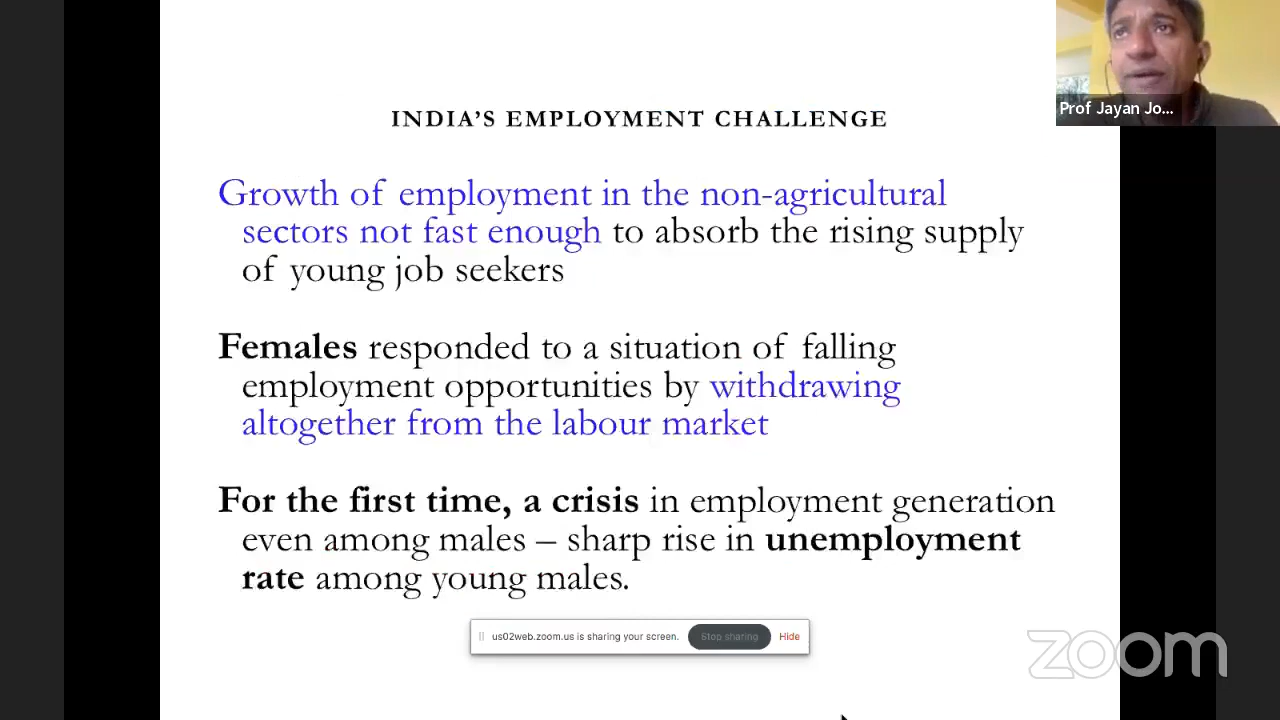 INDIA'S EMPLOYMENT CHALLENGE
Prof Jayan Jo...
Growth of employment in the non-agricultural
sectors not fast enough to absorb the rising supply
of young job seekers
Females responded to a situation of falling
employment opportunities by withdrawing
altogether from the labour market
For the first time, a crisis in employment generation
even among males – sharp rise in unemployment
rate among young males.
us02web.zoom.us is sharing your screen. Stop sharing Hide
zoom